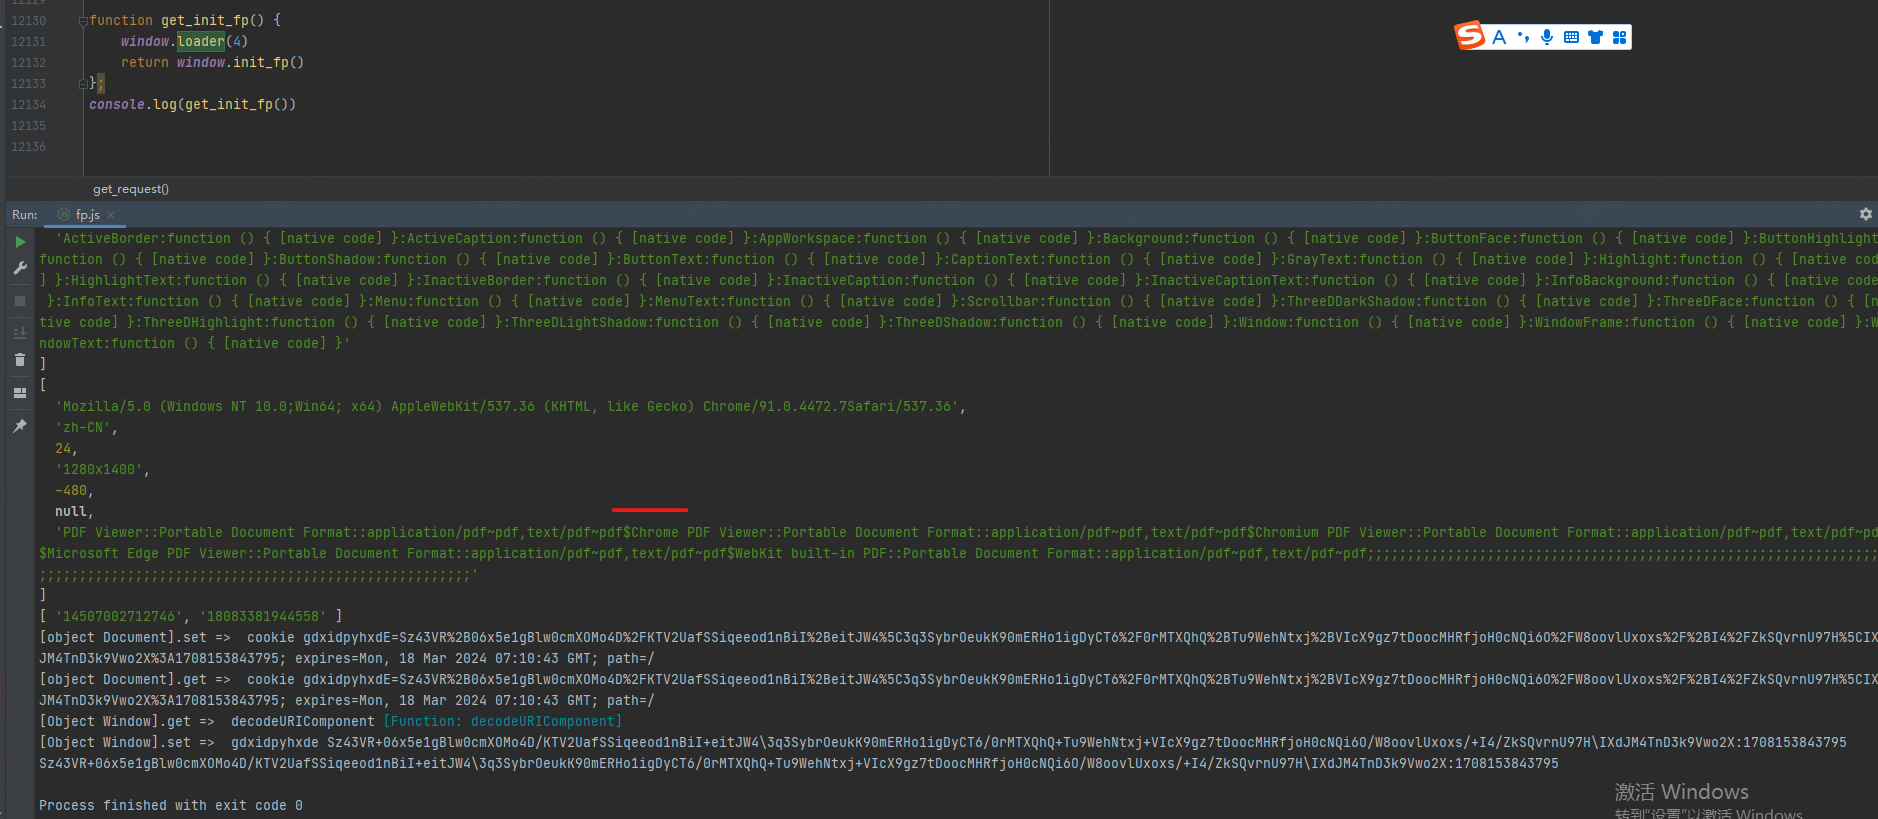 12129
12130 function get_init_fp() {
12131 window.loader(4)
12132 return window.init_fp()
12133 };
12134 console.log(get_init_fp())
12135
12136
A
get_request()
Run: fp.js ×
'ActiveBorder:function () { [native code] }:ActiveCaption:function () { [native code] }:AppWorkspace:function () { [native code] }:Background:function () { [native code] }:ButtonFace:function () { [native code] }:ButtonHighlight
function () { [native code] }:ButtonShadow:function () { [native code] }:ButtonText:function () { [native code] }:CaptionText:function () { [native code] }:GrayText:function () { [native code] }:Highlight:function () { [native cod
] }:HighlightText:function () { [native code] }:InactiveBorder:function () { [native code] }:InactiveCaption:function () { [native code] }:InactiveCaptionText:function () { [native code] }:InfoBackground:function () { [native code
}:InfoText:function () { [native code] }:Menu:function () { [native code] }:MenuText:function () { [native code] }:Scrollbar:function () { [native code] }:ThreeDDarkShadow:function () { [native code] }:ThreeDFace:function () { [n
tive code] }:ThreeDHighlight:function () { [native code] }:ThreeDLightShadow:function () { [native code] }:ThreeDShadow:function () { [native code] }:Window:function () { [native code] }:WindowFrame:function () { [native code] }:W
ndowText:function () { [native code] }'
]
[
'Mozilla/5.0 (Windows NT 10.0;Win64; x64) AppleWebKit/537.36 (KHTML, like Gecko) Chrome/91.0.4472.7Safari/537.36',
'zh-CN',
24,
'1280x1400',
-480,
null,
'PDF Viewer::Portable Document Format::application/pdf~pdf,text/pdf~pdf$Chrome PDF Viewer::Portable Document Format::application/pdf~pdf,text/pdf~pdf$Chromium PDF Viewer::Portable Document Format::application/pdf~pdf,text/pdf~pd
$Microsoft Edge PDF Viewer::Portable Document Format::application/pdf~pdf,text/pdf~pdf$WebKit built-in PDF::Portable Document Format::application/pdf~pdf,text/pdf~pdf;;;;;;;;;;;;;;;;;;;;;;;;;;;;;;;;;;;;;;;;;;;;;;;;;;;;;;;;;;;;;;;;
;;;;;;;;;;;;;;;;;;;;;;;;;;;;;;;;;;;;;;;;;;;;;;;;;;;;;;'
]
[ '14507002712746', '18083381944558' ]
[object Document].set => cookie gdxidpyhxdE=Sz43VR%2B06x5e1gBlw0cmXOMo4D%2FKTV2UafSSiqeeod1nBiI%2BeitJW4%5C3q3SybrOeukK90mERHo1igDyCT6%2F0rMTXQhQ%2BTu9WehNtxj%2BVIcX9gz7tDoocMHRfjoH0cNQi6O%2FW8oovlUxoxs%2F%2BI4%2FZkSQvrnU97H%5CIX
JM4TnD3k9Vwo2X%3A1708153843795; expires=Mon, 18 Mar 2024 07:10:43 GMT; path=/
[object Document].get => cookie gdxidpyhxdE=Sz43VR%2B06x5e1gBlw0cmXOMo4D%2FKTV2UafSSiqeeod1nBiI%2BeitJW4%5C3q3SybrOeukK90mERHo1igDyCT6%2F0rMTXQhQ%2BTu9WehNtxj%2BVIcX9gz7tDoocMHRfjoH0cNQi6O%2FW8oovlUxoxs%2F%2BI4%2FZkSQvrnU97H%5CIX
JM4TnD3k9Vwo2X%3A1708153843795; expires=Mon, 18 Mar 2024 07:10:43 GMT; path=/
[Object Window].get => decodeURIComponent [Function: decodeURIComponent]
[Object Window].set => gdxidpyhxde Sz43VR+06x5e1gBlw0cmXOMo4D/KTV2UafSSiqeeod1nBiI+eitJW4\3q3SybrOeukK90mERHo1igDyCT6/0rMTXQhQ+Tu9WehNtxj+VIcX9gz7tDoocMHRfjoH0cNQi6O/W8oovlUxoxs/+I4/ZkSQvrnU97H\IXdJM4TnD3k9Vwo2X:1708153843795
Sz43VR+06x5e1gBlw0cmXOMo4D/KTV2UafSSiqeeod1nBiI+eitJW4\3q3SybrOeukK90mERHo1igDyCT6/0rMTXQhQ+Tu9WehNtxj+VIcX9gz7tDoocMHRfjoH0cNQi6O/W8oovlUxoxs/+I4/ZkSQvrnU97H\IXdJM4TnD3k9Vwo2X:1708153843795
Process finished with exit code 0
激活 Windows
转到"设置"以激活 Windows。